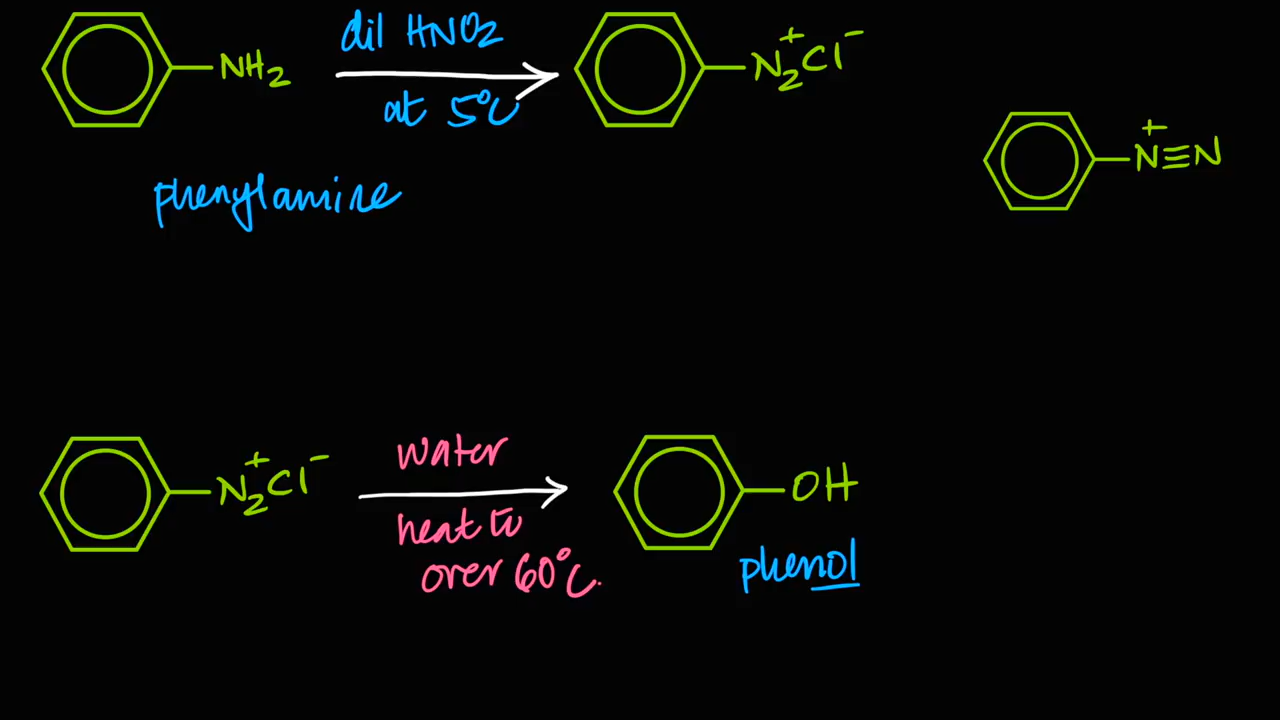 NH₂
dil HNO₂
at 5°C
N₂⁺Cl⁻
N⁺≡N
phenylamine
N₂⁺Cl⁻
water
heat to
over 60°C.
OH
phenol